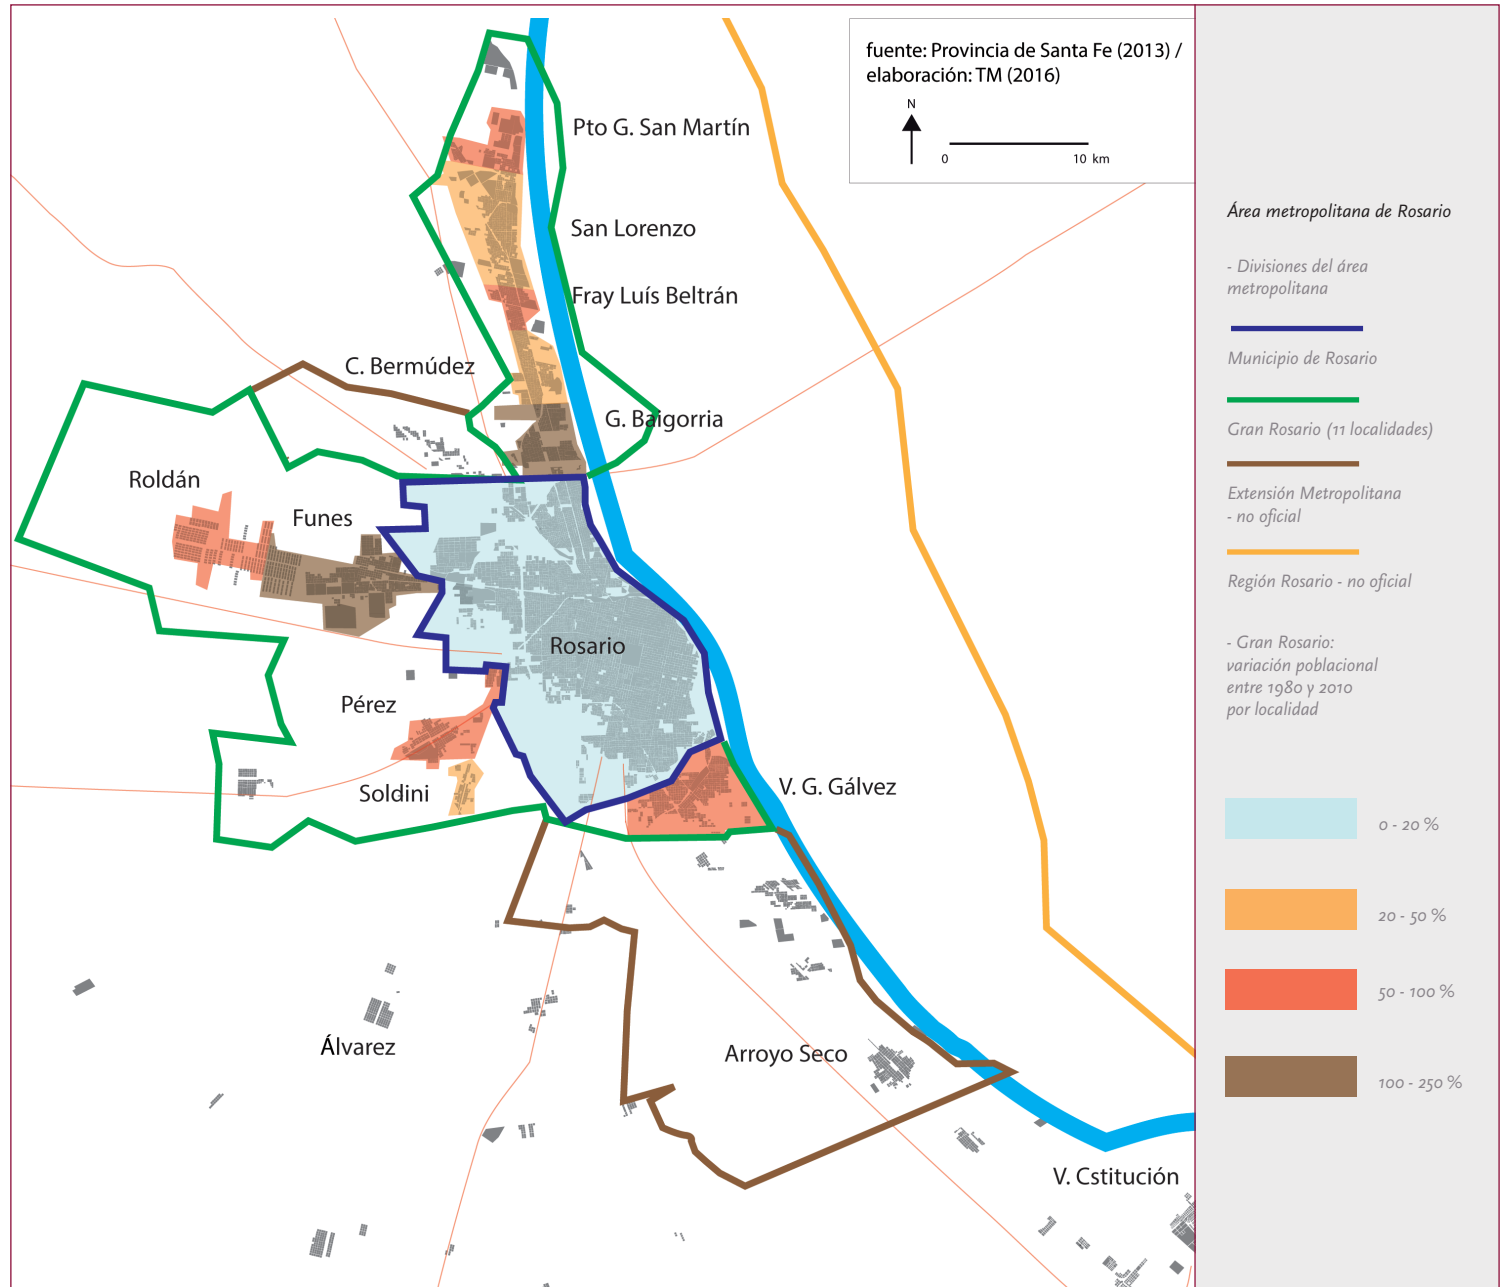 fuente: Provincia de Santa Fe (2013) /
elaboración: TM (2016)
N
0 10 km
Pto G. San Martín
San Lorenzo
Fray Luís Beltrán
C. Bermúdez
G. Baigorria
Roldán
Funes
Rosario
Pérez
Soldini
V. G. Gálvez
Álvarez
Arroyo Seco
V. Cstitución
Área metropolitana de Rosario
- Divisiones del área
metropolitana
Municipio de Rosario
Gran Rosario (11 localidades)
Extensión Metropolitana
- no oficial
Región Rosario - no oficial
- Gran Rosario:
variación poblacional
entre 1980 y 2010
por localidad
0 - 20 %
20 - 50 %
50 - 100 %
100 - 250 %